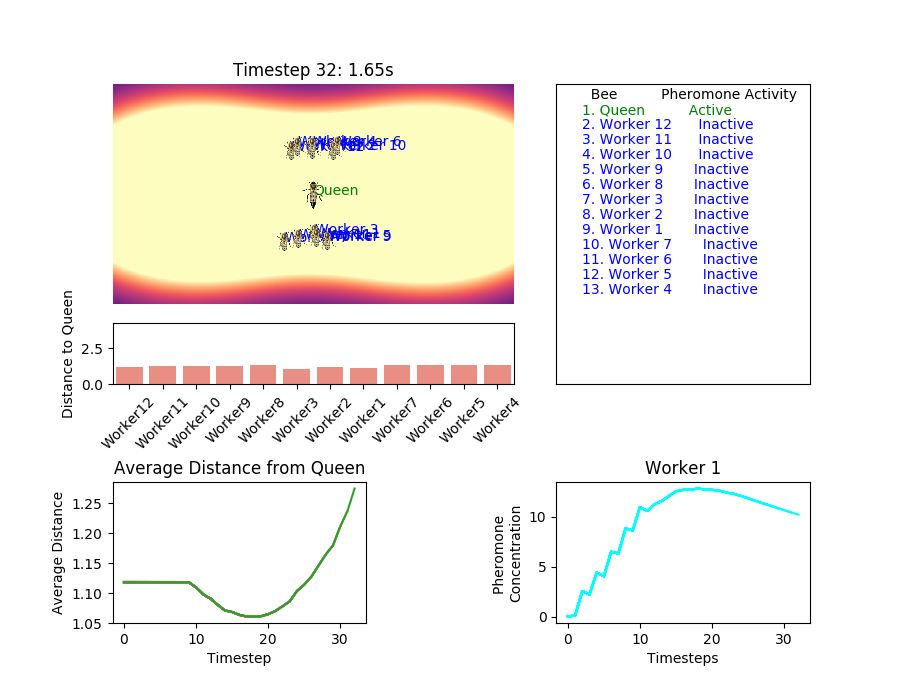 Timestep 32: 1.65s
Worker 6
Worker 10
Queen
Worker 3
Worker 5
Bee Pheromone Activity
1. Queen Active
2. Worker 12 Inactive
3. Worker 11 Inactive
4. Worker 10 Inactive
5. Worker 9 Inactive
6. Worker 8 Inactive
7. Worker 3 Inactive
8. Worker 2 Inactive
9. Worker 1 Inactive
10. Worker 7 Inactive
11. Worker 6 Inactive
12. Worker 5 Inactive
13. Worker 4 Inactive
Distance to Queen
2.5
0.0
Worker12
Worker11
Worker10
Worker9
Worker8
Worker3
Worker2
Worker1
Worker7
Worker6
Worker5
Worker4
Average Distance from Queen
Average Distance
1.25
1.20
1.15
1.10
1.05
0 10 20 30
Timestep
Worker 1
Pheromone
Concentration
10
5
0
0 10 20 30
Timesteps